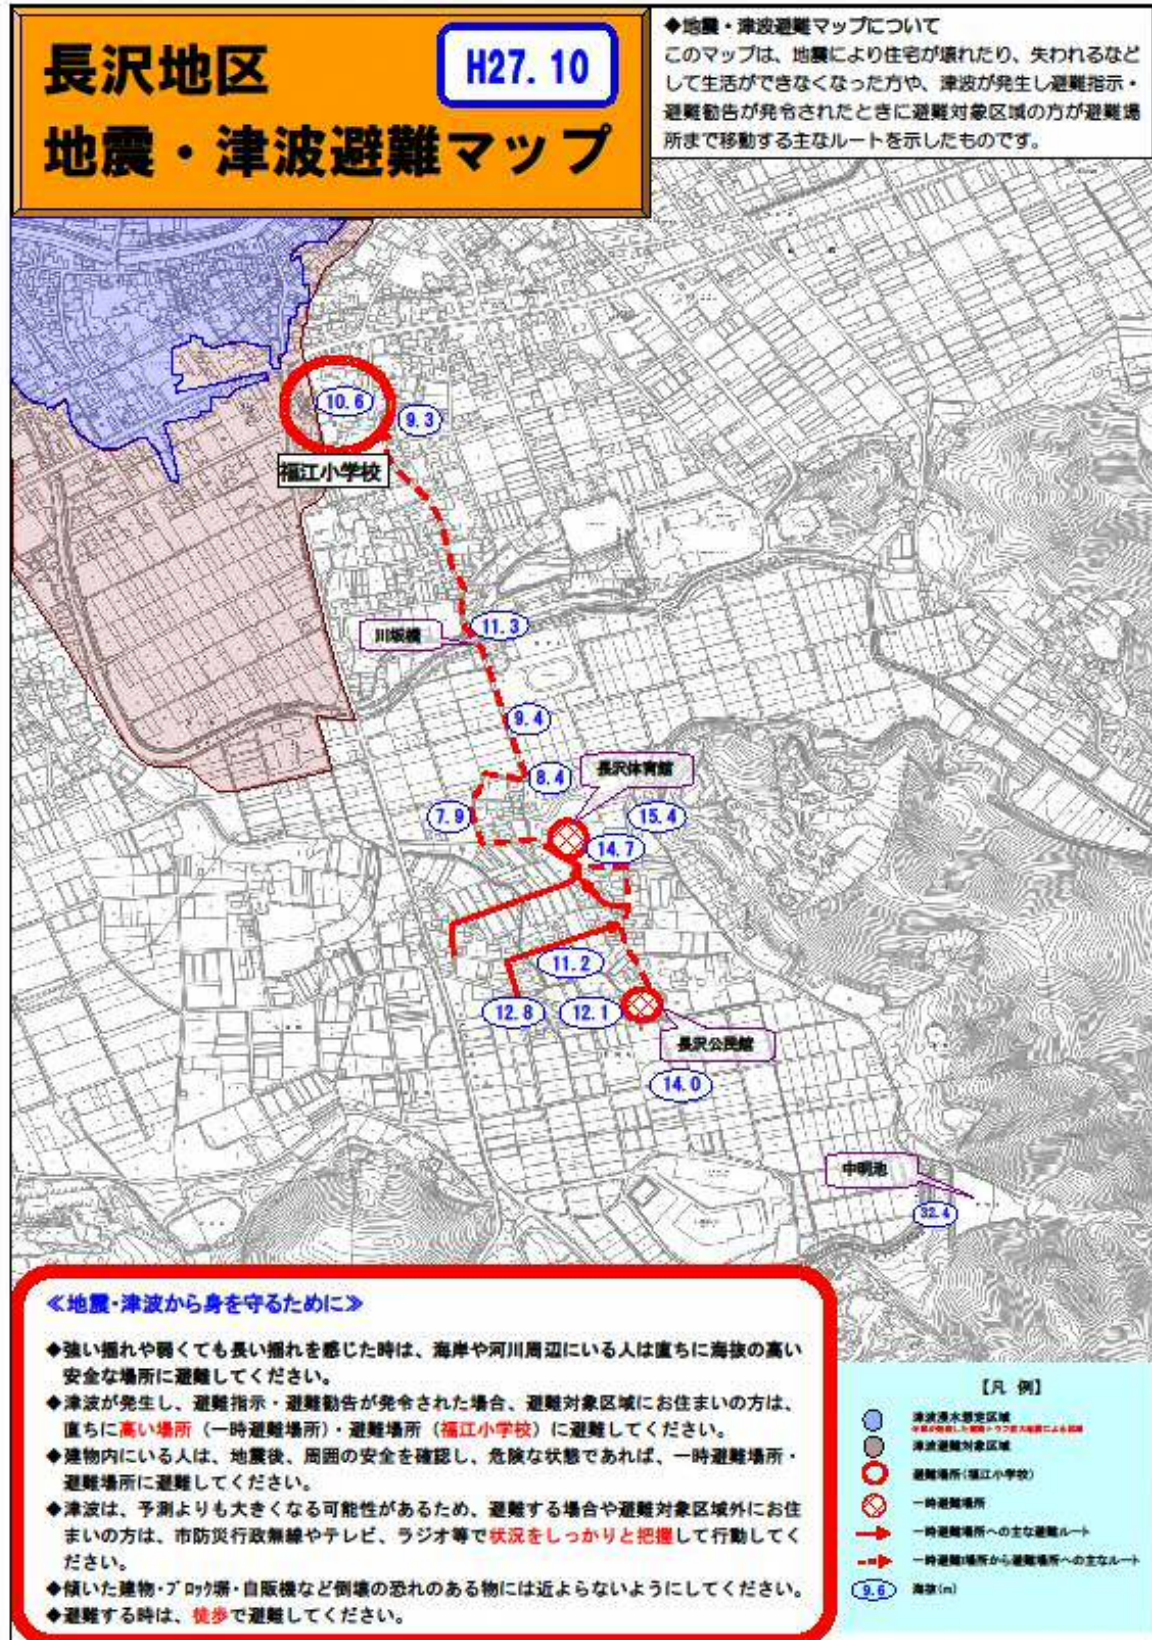 長沢地区
H27. 10
地震・津波避難マップ
◆地震・津波避難マップについて
このマップは、地震により住宅が壊れたり、失われるなど
して生活ができなくなった方や、津波が発生し避難指示・
避難勧告が発令されたときに避難対象区域の方が避難場
所まで移動する主なルートを示したものです。
10.6
9.3
福江小学校
川坂橋
11.3
9.4
8.4
長沢体育館
7.9
15.4
14.7
11.2
12.8
12.1
長沢公民館
14.0
中明池
32.4
≪地震・津波から身を守るために≫
◆強い揺れや弱くても長い揺れを感じた時は、海岸や河川周辺にいる人は直ちに海抜の高い
安全な場所に避難してください。
◆津波が発生し、避難指示・避難勧告が発令された場合、避難対象区域にお住まいの方は、
直ちに高い場所（一時避難場所）・避難場所（福江小学校）に避難してください。
◆建物内にいる人は、地震後、周囲の安全を確認し、危険な状態であれば、一時避難場所・
避難場所に避難してください。
◆津波は、予測よりも大きくなる可能性があるため、避難する場合や避難対象区域外にお住
まいの方は、市防災行政無線やテレビ、ラジオ等で状況をしっかりと把握して行動してく
ださい。
◆傾いた建物・ブロック塀・自販機など倒壊の恐れのある物には近よらないようにしてください。
◆避難する時は、徒歩で避難してください。
【凡 例】
津波浸水想定区域
津波避難対象区域
避難場所(福江小学校)
一時避難場所
一時避難場所への主な避難ルート
一時避難場所から避難場所への主なルート
9.6 海抜(m)